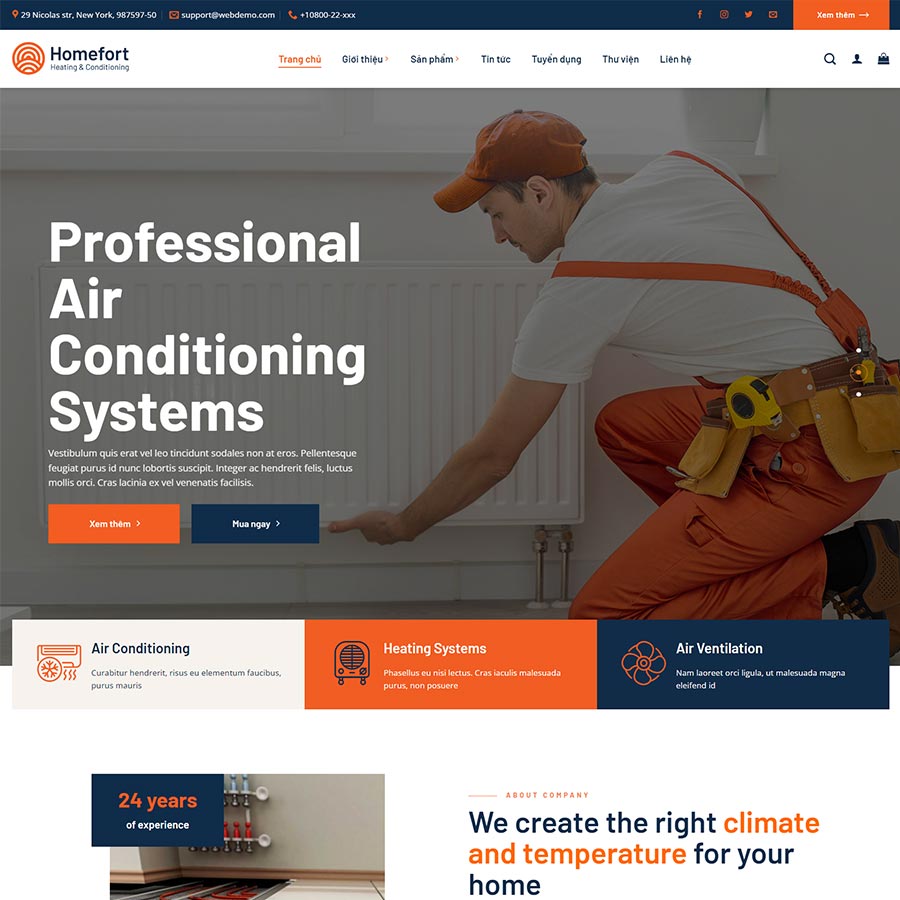 29 Nicolas str, New York, 987597-50
support@webdemo.com
+10800-22-xxx
Xem thêm
Homefort
Heating & Conditioning
Trang chủ
Giới thiệu
Sản phẩm
Tin tức
Tuyển dụng
Thư viện
Liên hệ
Professional
Air
Conditioning
Systems
Vestibulum quis erat vel leo tincidunt sodales non at eros. Pellentesque
feugiat purus id nunc lobortis suscipit. Integer ac hendrerit felis, luctus
mollis orci. Cras lacinia ex vel venenatis facilisis.
Xem thêm
Mua ngay
Air Conditioning
Curabitur hendrerit, risus eu elementum faucibus,
purus mauris
Heating Systems
Phasellus eu nisi lectus. Cras iaculis malesuada
purus, non posuere
Air Ventilation
Nam laoreet orci ligula, ut malesuada magna
eleifend id
24 years
of experience
ABOUT COMPANY
We create the right climate
and temperature for your
home